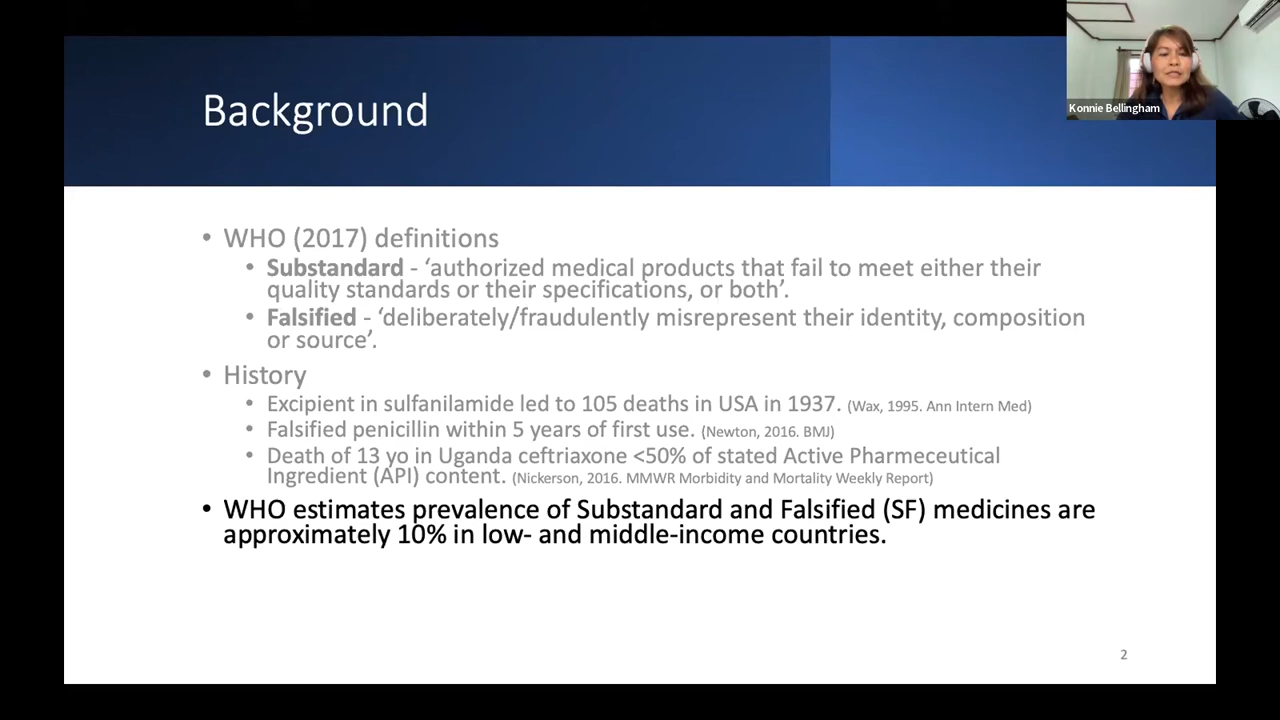 Background
Konnie Bellingham
• WHO (2017) definitions
• Substandard - ‘authorized medical products that fail to meet either their
quality standards or their specifications, or both’.
• Falsified - ‘deliberately/fraudulently misrepresent their identity, composition
or source’.
• History
• Excipient in sulfanilamide led to 105 deaths in USA in 1937. (Wax, 1995. Ann Intern Med)
• Falsified penicillin within 5 years of first use. (Newton, 2016. BMJ)
• Death of 13 yo in Uganda ceftriaxone <50% of stated Active Pharmeceutical
Ingredient (API) content. (Nickerson, 2016. MMWR Morbidity and Mortality Weekly Report)
• WHO estimates prevalence of Substandard and Falsified (SF) medicines are
approximately 10% in low- and middle-income countries.
2